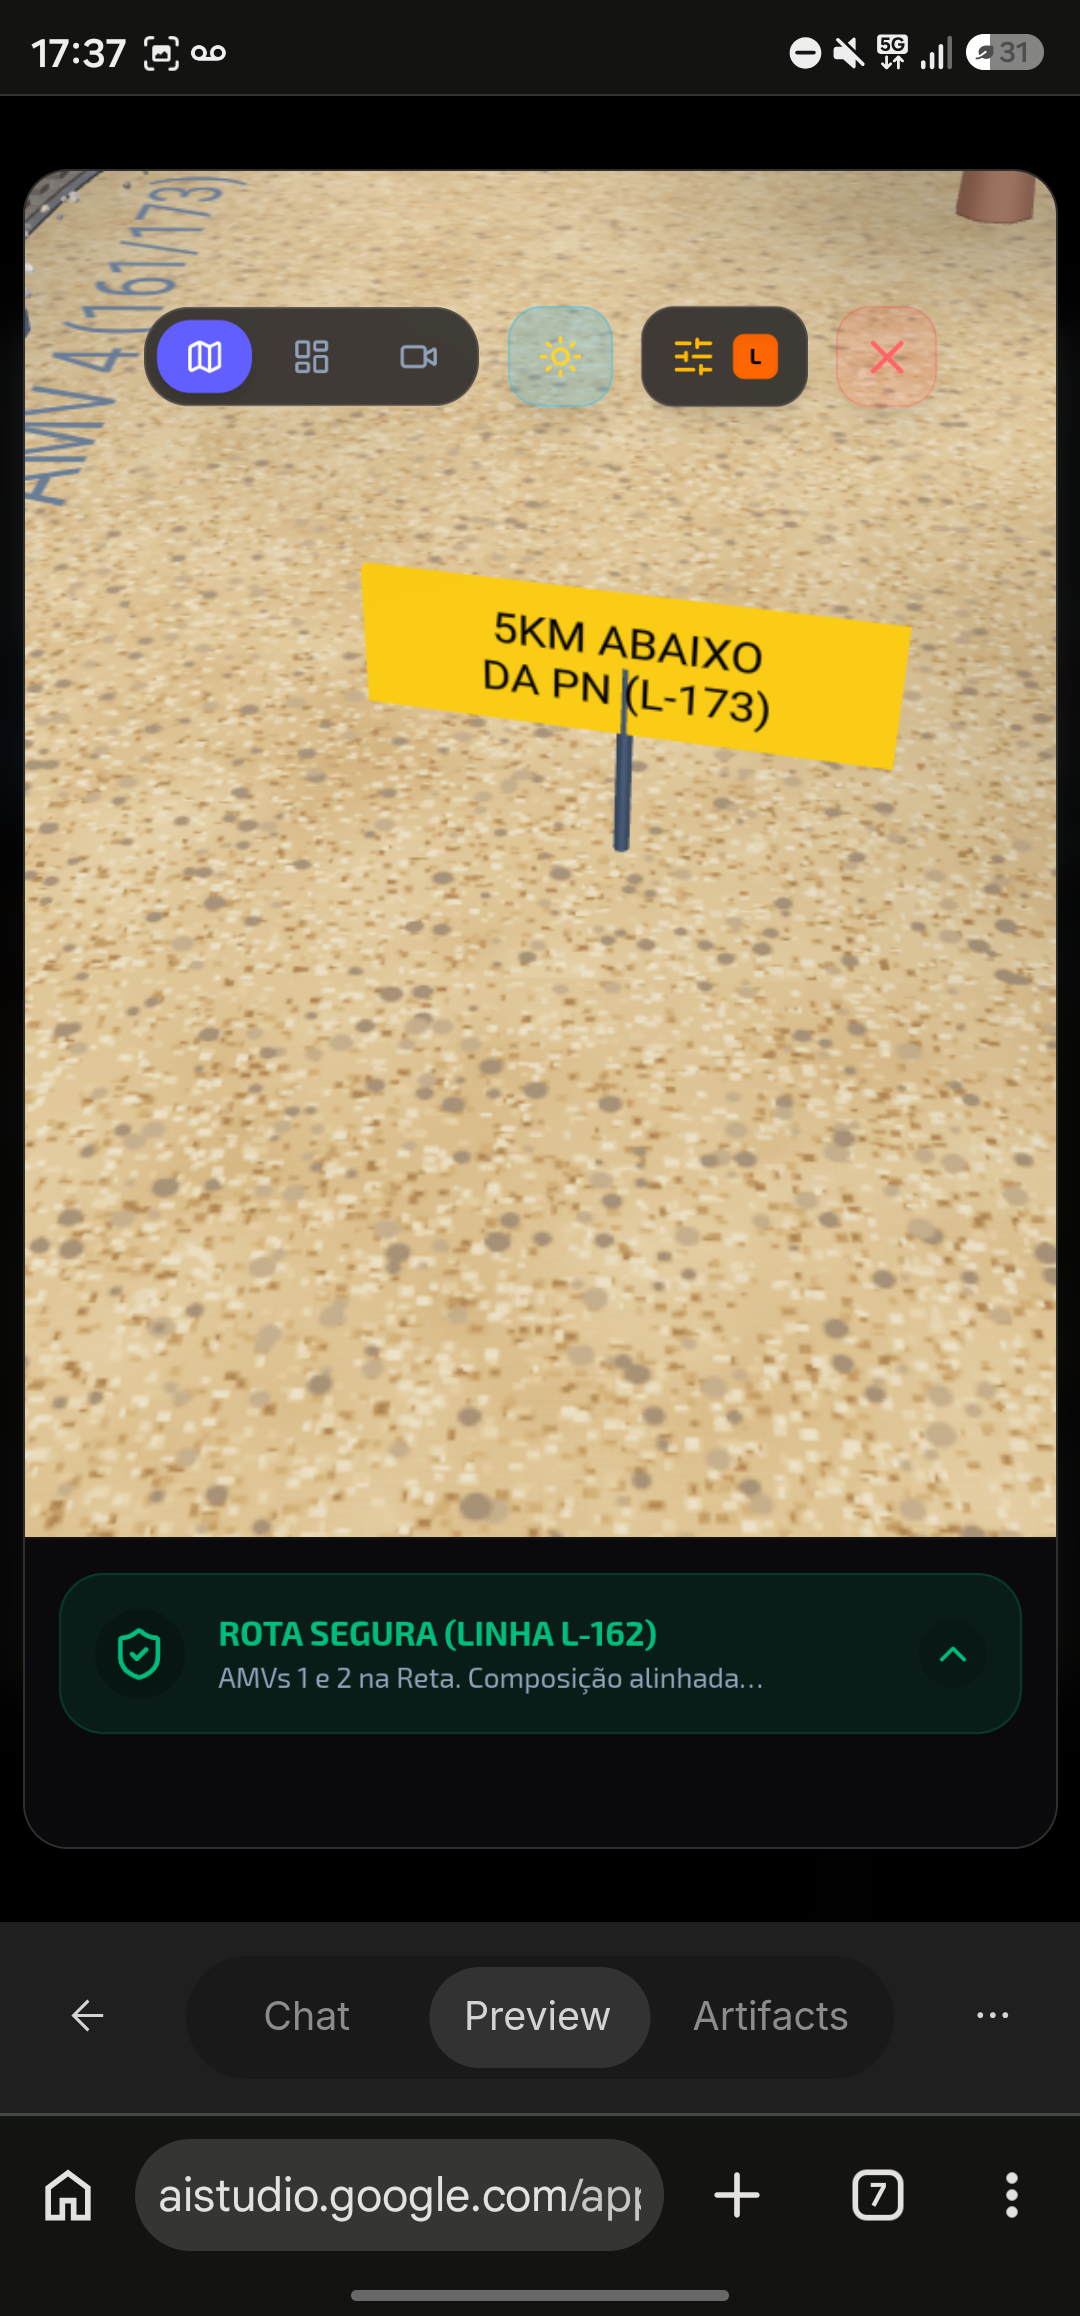 17:37
5G
31
AMV 4 (161/173)
L
5KM ABAIXO
DA PN (L-173)
ROTA SEGURA (LINHA L-162)
AMVs 1 e 2 na Reta. Composição alinhada...
Chat
Preview
Artifacts
aistudio.google.com/app
7